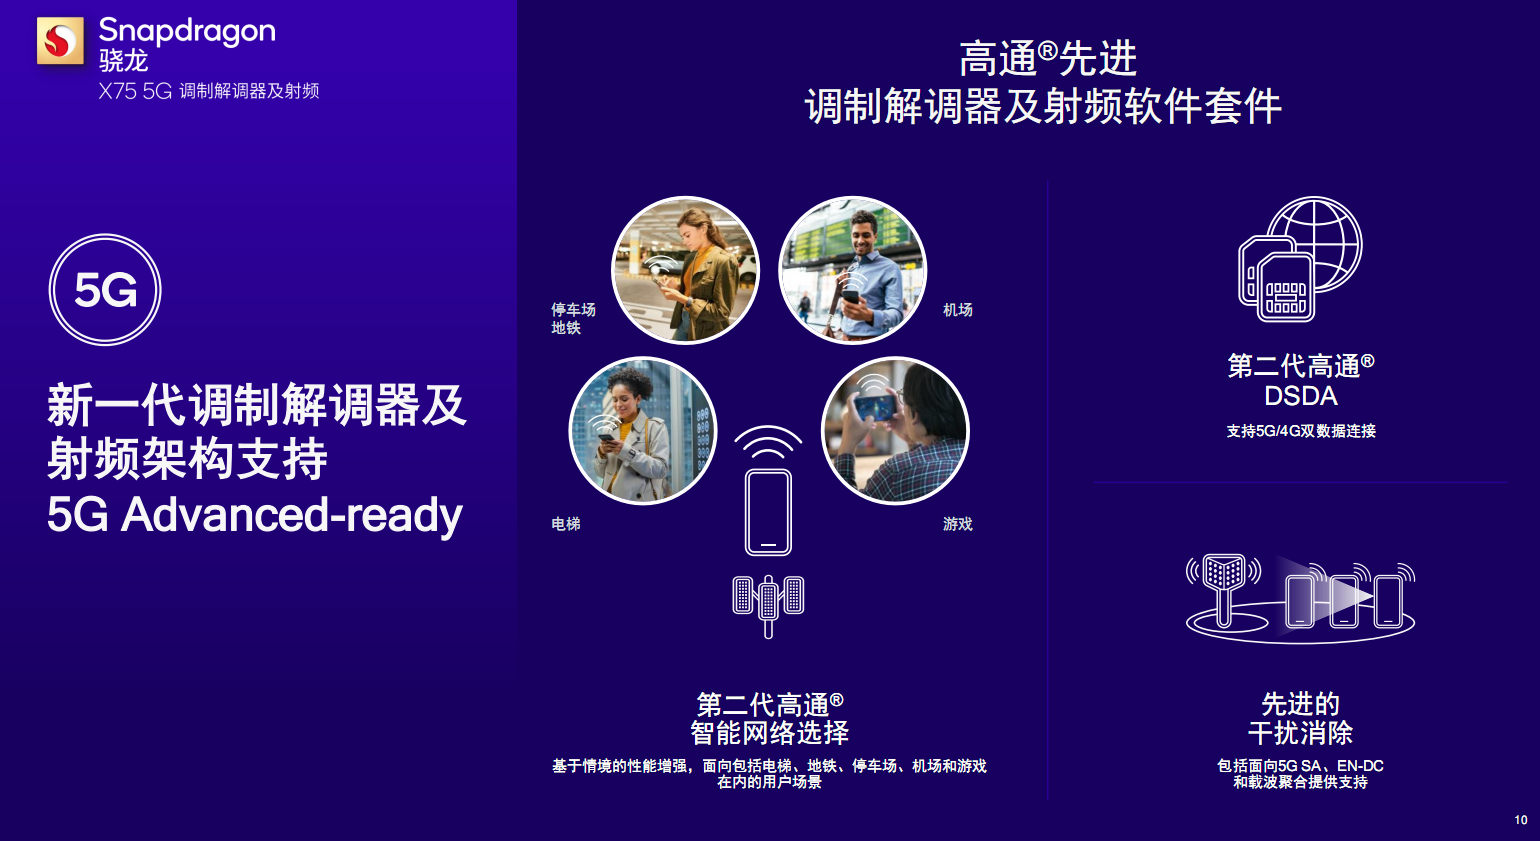 Snapdragon
骁龙
X75 5G 调制解调器及射频
5G
新一代调制解调器及
射频架构支持
5G Advanced-ready
高通®先进
调制解调器及射频软件套件
停车场
地铁
机场
电梯
游戏
第二代高通®
智能网络选择
基于情境的性能增强，面向包括电梯、地铁、停车场、机场和游戏
在内的用户场景
第二代高通®
DSDA
支持5G/4G双数据连接
先进的
干扰消除
包括面向5G SA、EN-DC
和载波聚合提供支持
10